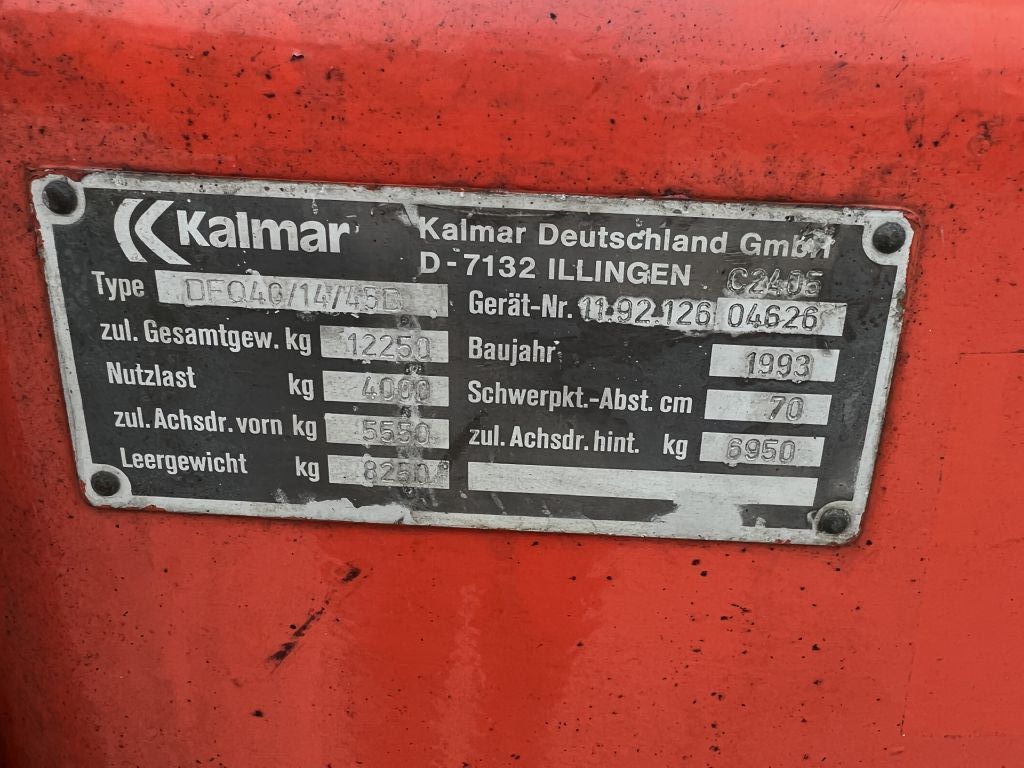 Kalmar
Kalmar Deutschland GmbH
D-7132 ILLINGEN C2405
Type DFQ40/14/45B
Gerät-Nr. 11.92.126 04626
zul. Gesamtgew. kg 12250
Baujahr 1993
Nutzlast kg 4000
Schwerpkt.-Abst. cm 70
zul. Achsdr. vorn kg 5550
zul. Achsdr. hint. kg 6950
Leergewicht kg 8250